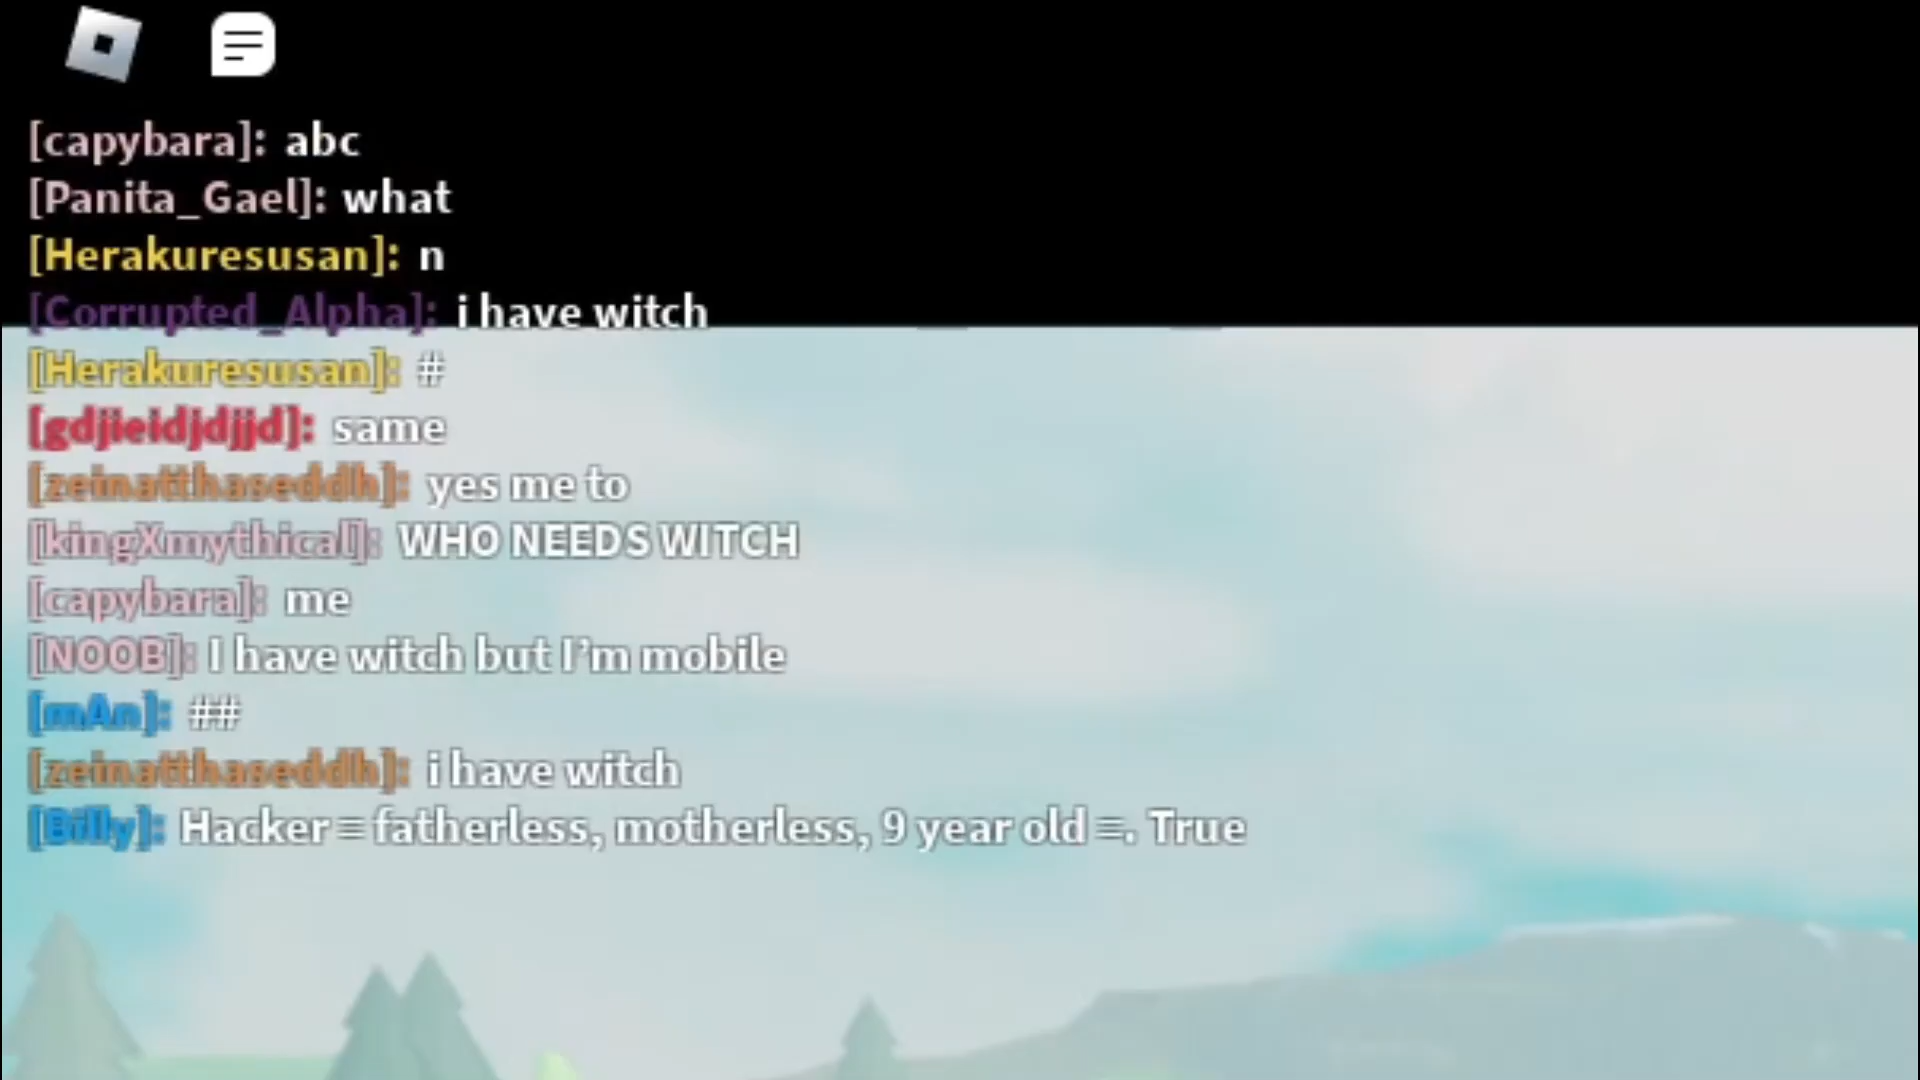 [capybara]: abc
[Panita_Gael]: what
[Herakuresusan]: n
[Corrupted_Alpha]: i have witch
[Herakuresusan]: #
[gdjieidjdjjd]: same
[zeinatthaseddh]: yes me to
[kingXmythical]: WHO NEEDS WITCH
[capybara]: me
[NOOB]: I have witch but I’m mobile
[mAn]: ##
[zeinatthaseddh]: i have witch
[Billy]: Hacker ≡ fatherless, motherless, 9 year old ≡. True